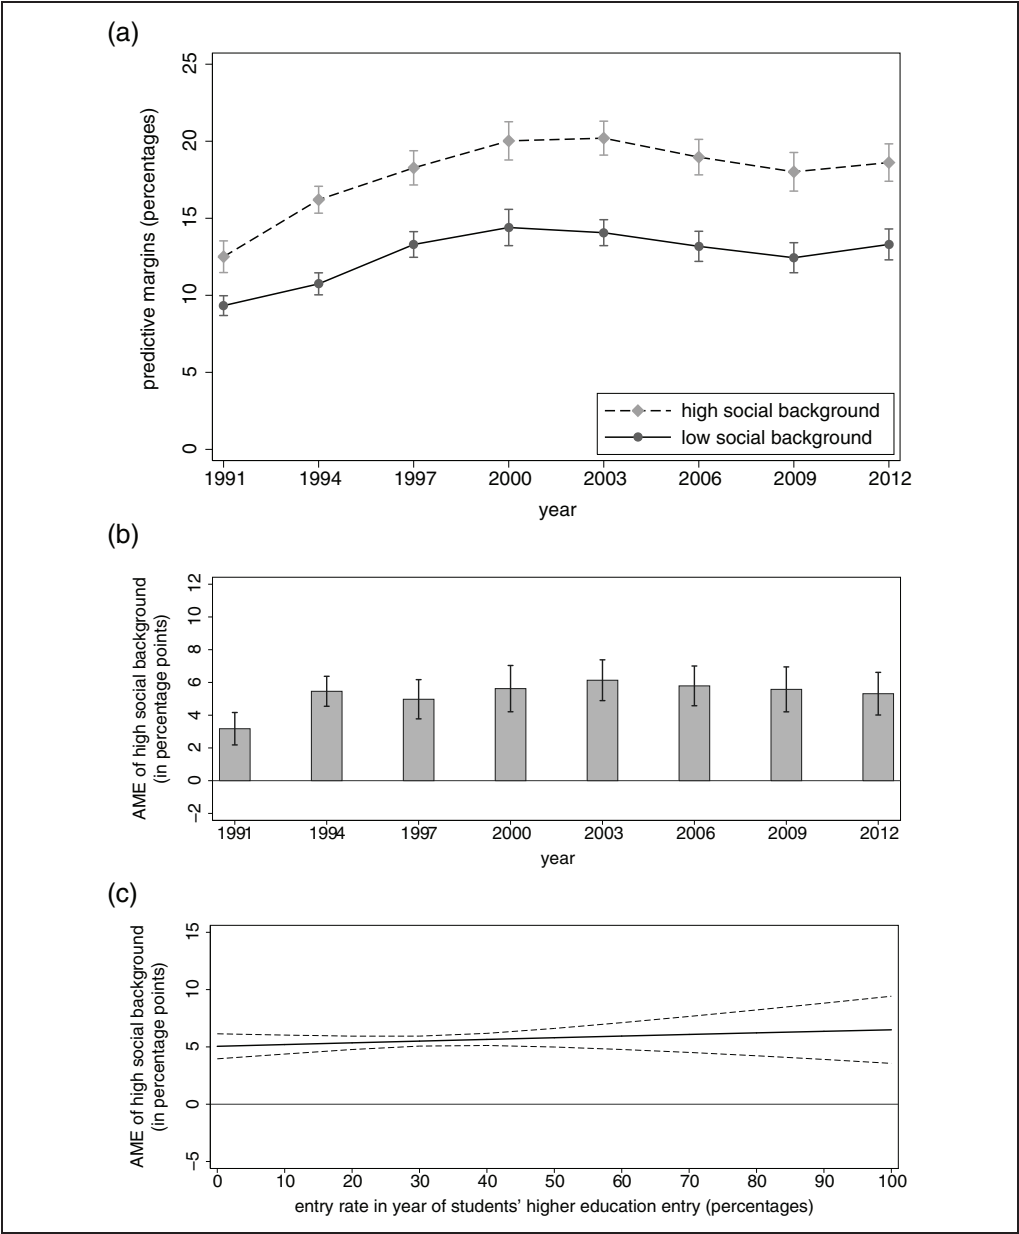 (a)
predictive margins (percentages)
25
20
15
10
5
0
high social background
low social background
1991 1994 1997 2000 2003 2006 2009 2012
year
(b)
AME of high social background
(in percentage points)
12
10
8
6
4
2
0
−2
1991 1994 1997 2000 2003 2006 2009 2012
year
(c)
AME of high social background
(in percentage points)
15
10
5
0
−5
0 10 20 30 40 50 60 70 80 90 100
entry rate in year of students’ higher education entry (percentages)